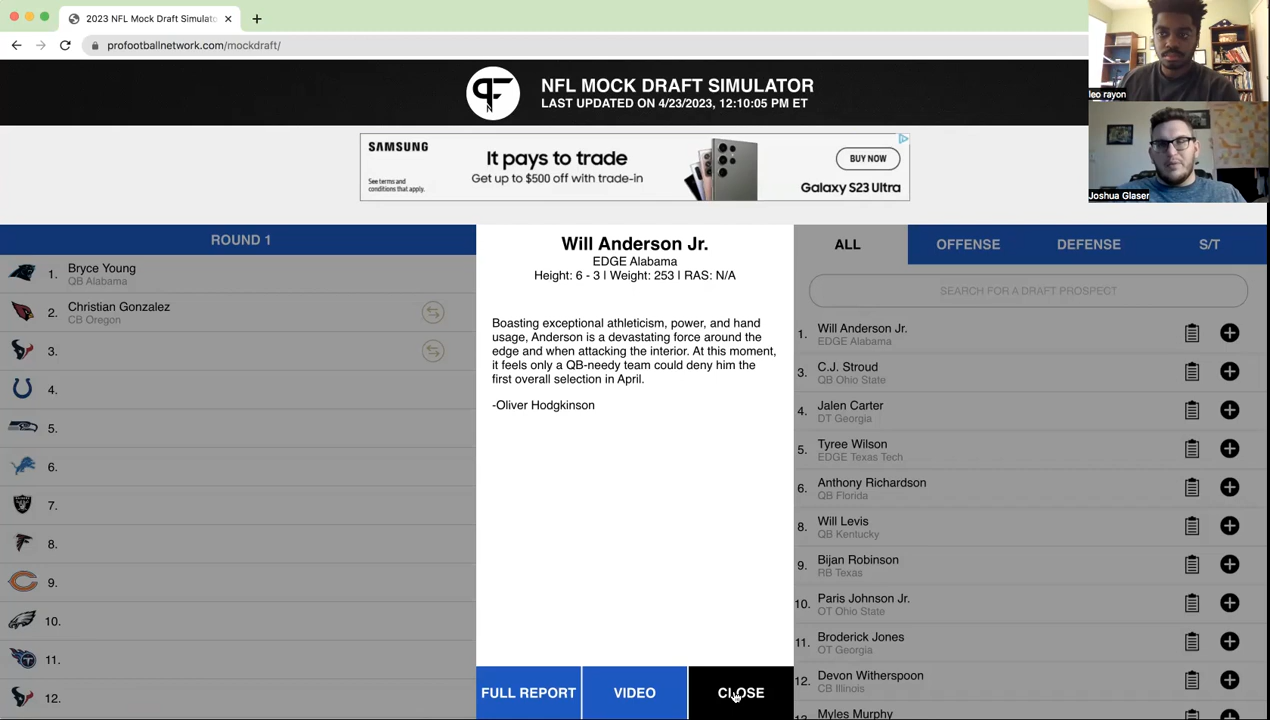 2023 NFL Mock Draft Simulato
profootballnetwork.com/mockdraft/
NFL MOCK DRAFT SIMULATOR
LAST UPDATED ON 4/23/2023, 12:10:05 PM ET
leo rayon
Joshua Glaser
SAMSUNG
See terms and
conditions that apply.
It pays to trade
Get up to $500 off with trade-in
BUY NOW
Galaxy S23 Ultra
ROUND 1
1. Bryce Young
QB Alabama
2. Christian Gonzalez
CB Oregon
3.
4.
5.
6.
7.
8.
9.
10.
11.
12.
Will Anderson Jr.
EDGE Alabama
Height: 6 - 3 | Weight: 253 | RAS: N/A
Boasting exceptional athleticism, power, and hand
usage, Anderson is a devastating force around the
edge and when attacking the interior. At this moment,
it feels only a QB-needy team could deny him the
first overall selection in April.
-Oliver Hodgkinson
FULL REPORT
VIDEO
CLOSE
ALL
OFFENSE
DEFENSE
S/T
SEARCH FOR A DRAFT PROSPECT
1. Will Anderson Jr.
EDGE Alabama
3. C.J. Stroud
QB Ohio State
4. Jalen Carter
DT Georgia
5. Tyree Wilson
EDGE Texas Tech
6. Anthony Richardson
QB Florida
8. Will Levis
QB Kentucky
9. Bijan Robinson
RB Texas
10. Paris Johnson Jr.
OT Ohio State
11. Broderick Jones
OT Georgia
12. Devon Witherspoon
CB Illinois
Myles Murphy